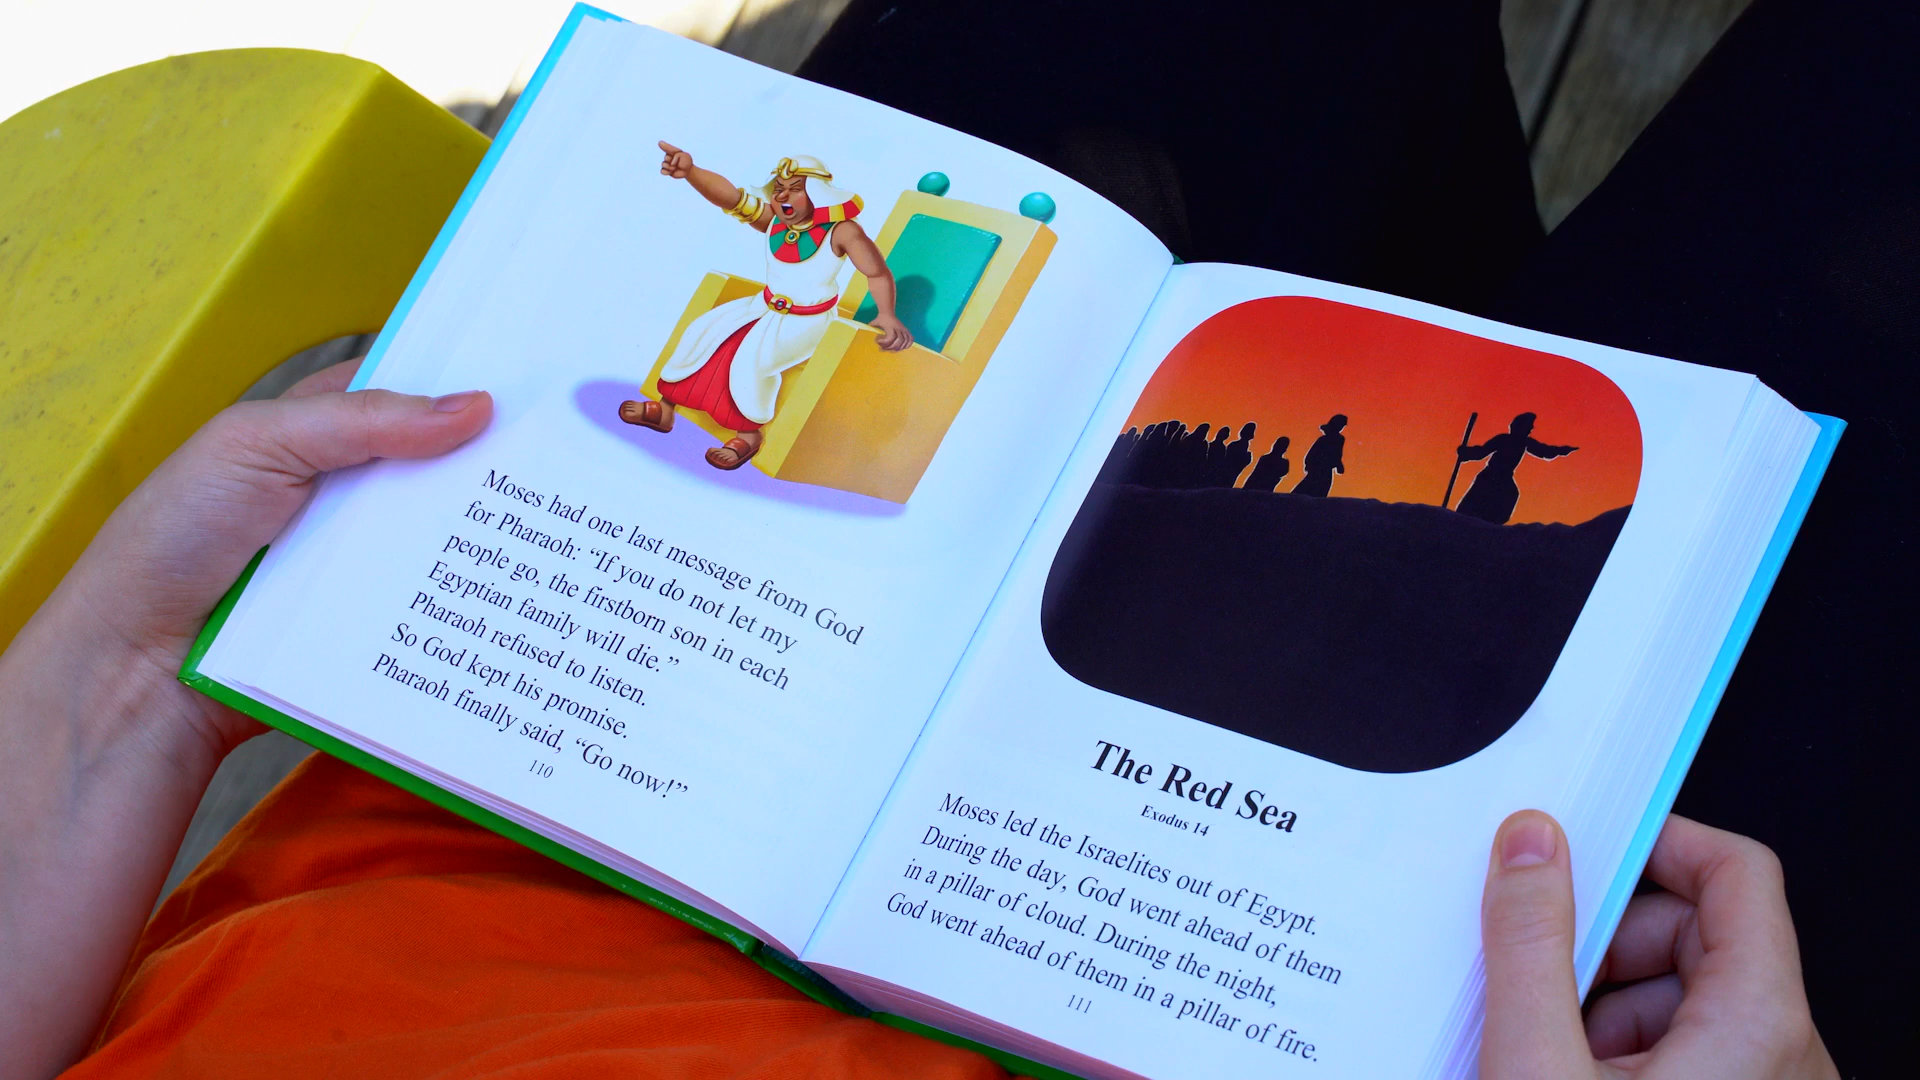 Moses had one last message from God
for Pharaoh: “If you do not let my
people go, the firstborn son in each
Egyptian family will die.”
Pharaoh refused to listen.
So God kept his promise.
Pharaoh finally said, “Go now!”
110
The Red Sea
Exodus 14
Moses led the Israelites out of Egypt.
During the day, God went ahead of them
in a pillar of cloud. During the night,
God went ahead of them in a pillar of fire.
111